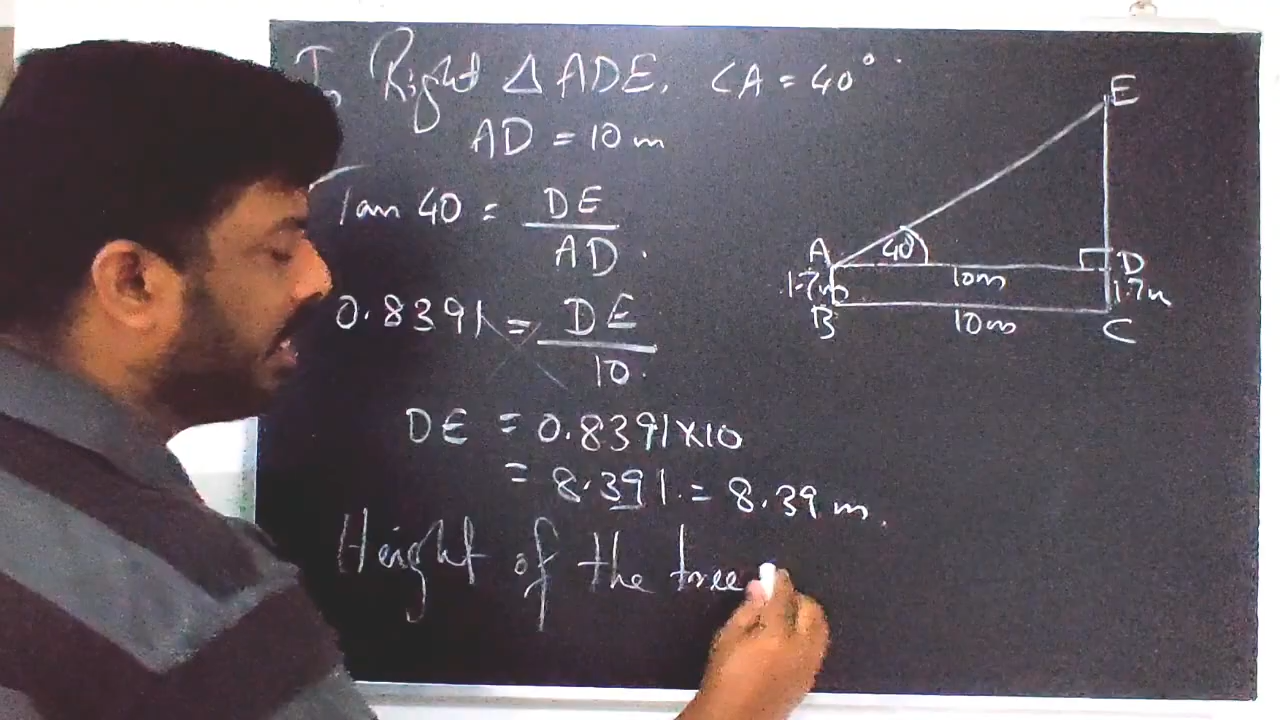 In Right △ADE, ∠A = 40°
AD = 10 m
Tan 40 = DE / AD.
0.8391 = DE / 10.
DE = 0.8391 × 10
= 8.391. = 8.39 m.
Height of the tree
E
A 40° D
1.7m 10m 1.7m
B 10m C